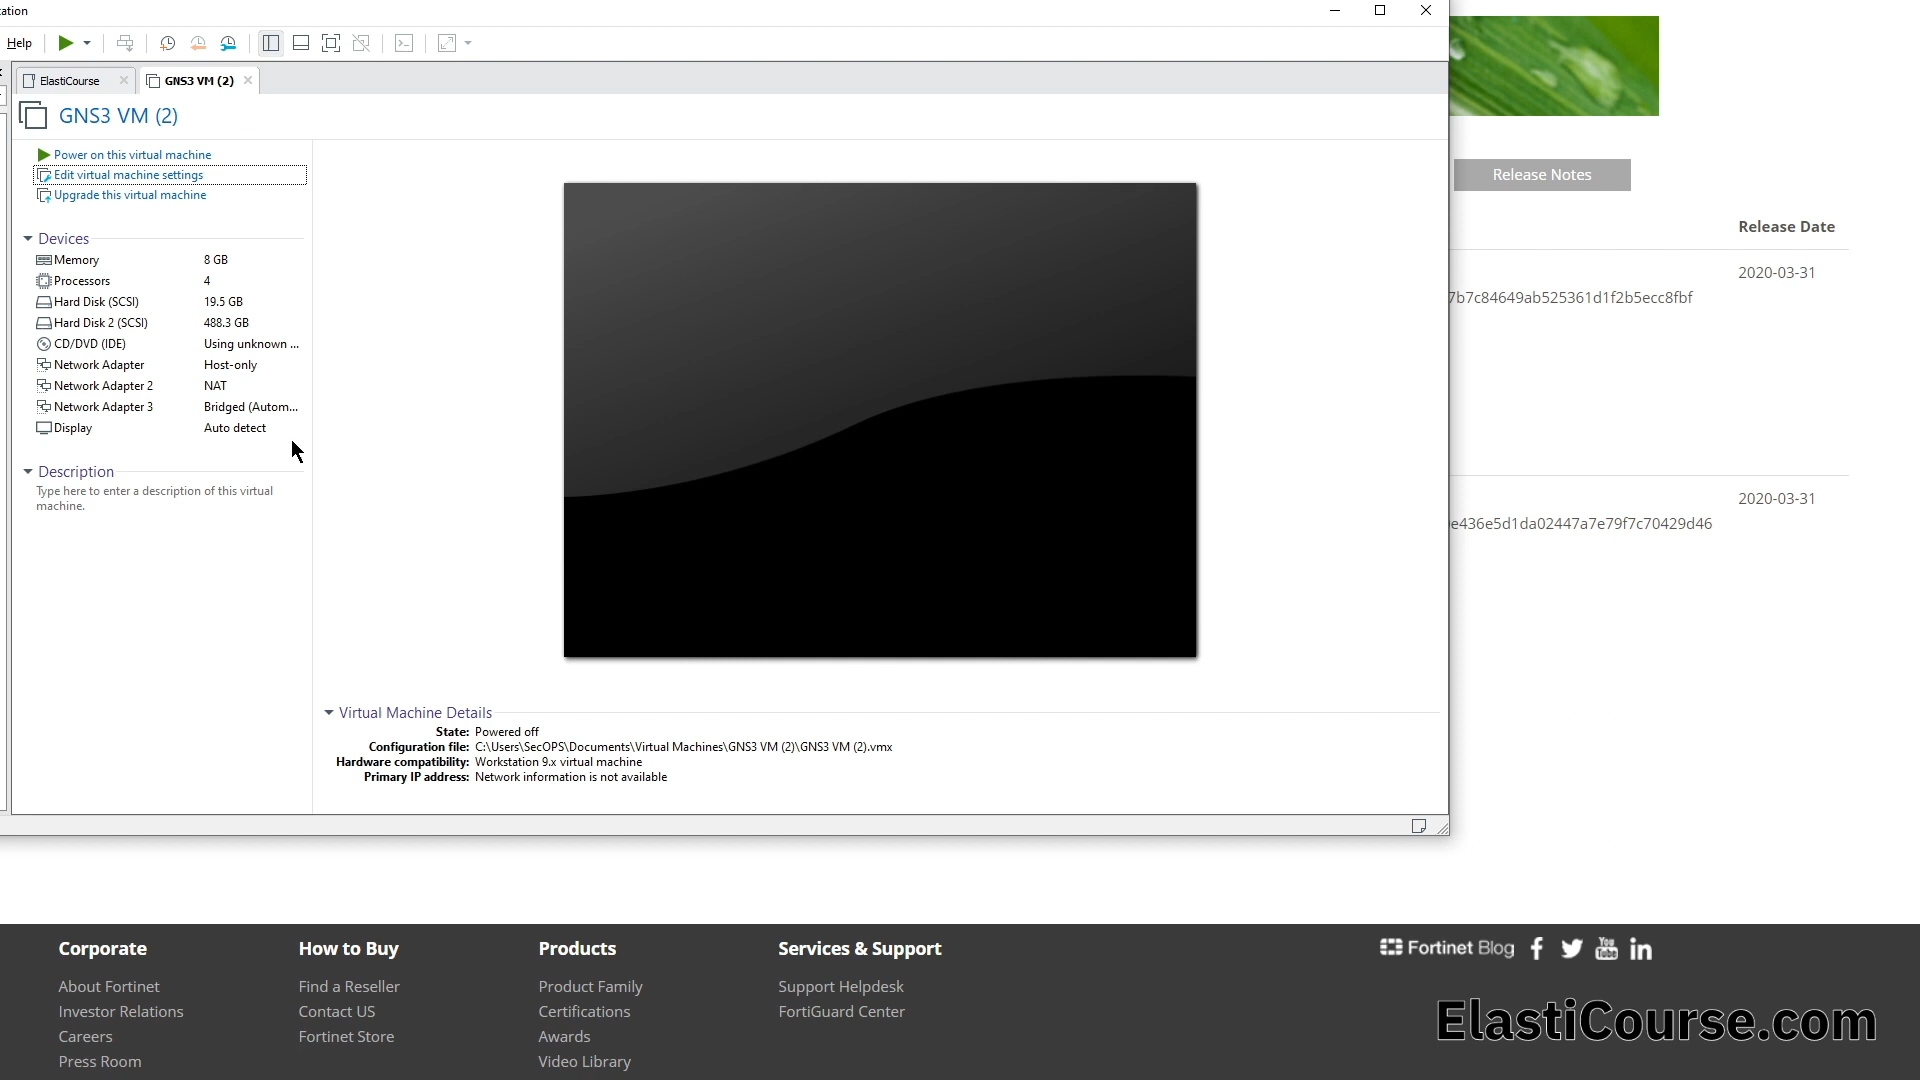 ation
Help
ElastiCourse
GNS3 VM (2)
GNS3 VM (2)
Power on this virtual machine
Edit virtual machine settings
Upgrade this virtual machine
Devices
Memory 8 GB
Processors 4
Hard Disk (SCSI) 19.5 GB
Hard Disk 2 (SCSI) 488.3 GB
CD/DVD (IDE) Using unknown ...
Network Adapter Host-only
Network Adapter 2 NAT
Network Adapter 3 Bridged (Autom...
Display Auto detect
Description
Type here to enter a description of this virtual
machine.
Virtual Machine Details
State: Powered off
Configuration file: C:\Users\SecOPS\Documents\Virtual Machines\GNS3 VM (2)\GNS3 VM (2).vmx
Hardware compatibility: Workstation 9.x virtual machine
Primary IP address: Network information is not available
Release Notes
Release Date
2020-03-31
7b7c84649ab525361d1f2b5ecc8fbf
2020-03-31
e436e5d1da02447a7e79f7c70429d46
Corporate
About Fortinet
Investor Relations
Careers
Press Room
How to Buy
Find a Reseller
Contact US
Fortinet Store
Products
Product Family
Certifications
Awards
Video Library
Services & Support
Support Helpdesk
FortiGuard Center
Fortinet Blog
You
Tube
ElastiCourse.com